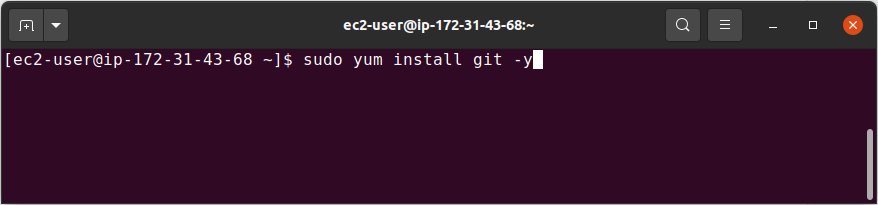 ec2-user@ip-172-31-43-68:~
[ec2-user@ip-172-31-43-68 ~]$ sudo yum install git -y